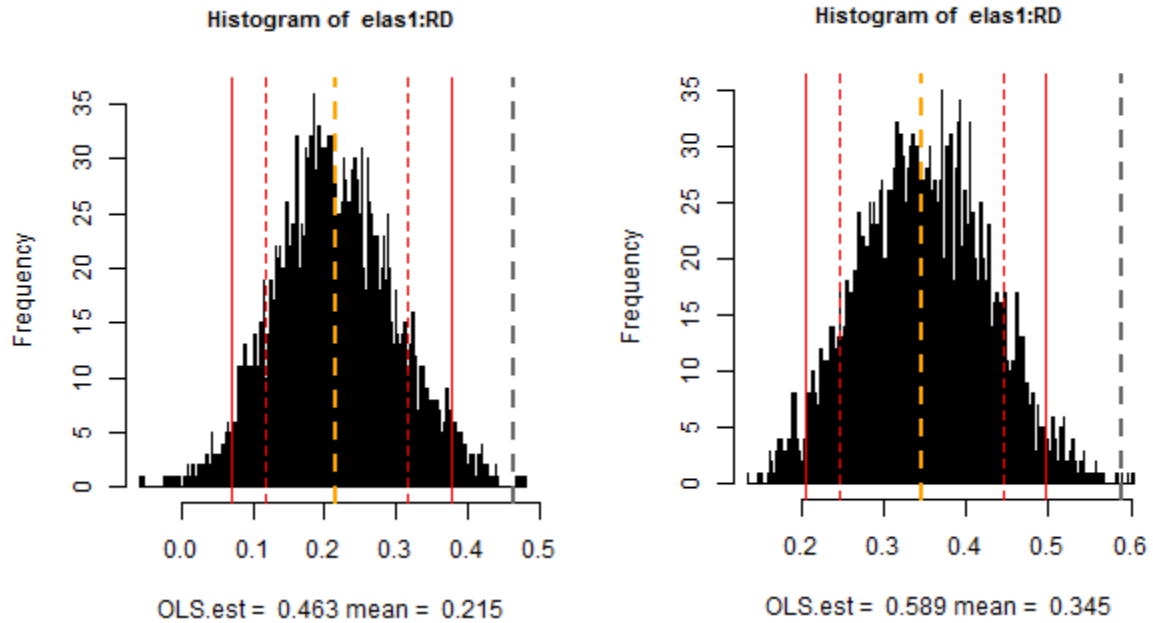 Histogram of elas1:RD
Frequency
35
30
25
20
15
10
5
0
0.0 0.1 0.2 0.3 0.4 0.5
OLS.est = 0.463 mean = 0.215
Histogram of elas1:RD
Frequency
35
30
25
20
15
10
5
0
0.2 0.3 0.4 0.5 0.6
OLS.est = 0.589 mean = 0.345